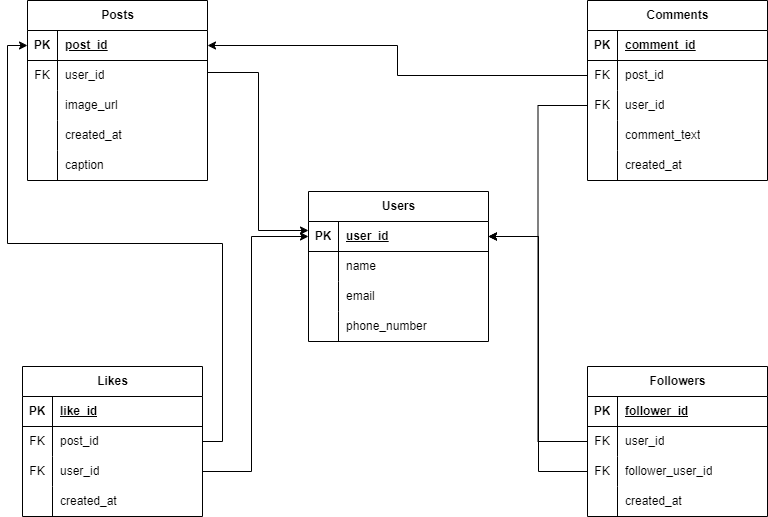 Posts
PK post_id
FK user_id
image_url
created_at
caption
Comments
PK comment_id
FK post_id
FK user_id
comment_text
created_at
Users
PK user_id
name
email
phone_number
Likes
PK like_id
FK post_id
FK user_id
created_at
Followers
PK follower_id
FK user_id
FK follower_user_id
created_at